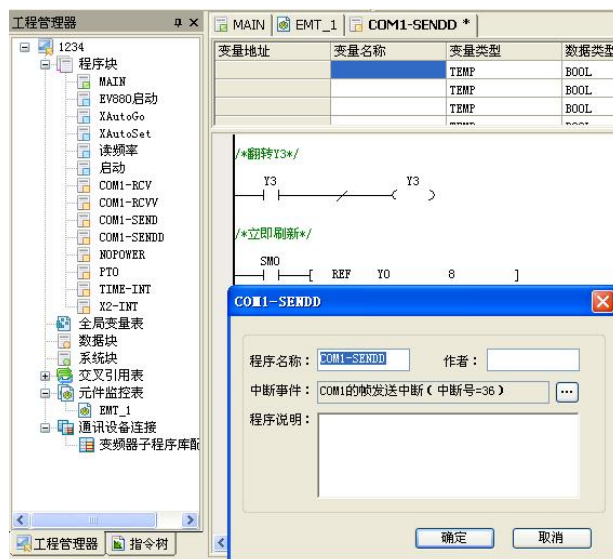 工程管理器
1234
程序块
MAIN
EV880启动
XAutoGo
XAutoSet
读频率
启动
COM1-RCV
COM1-RCVV
COM1-SEND
COM1-SENDD
NOPOWER
PTO
TIME-INT
X2-INT
全局变量表
数据块
系统块
交叉引用表
元件监控表
EMT_1
通讯设备连接
变频器子程序库配
工程管理器 指令树
MAIN EMT_1 COM1-SENDD *
变量地址 变量名称 变量类型 数据类型
TEMP BOOL
TEMP BOOL
TEMP BOOL
TEMP BOOL
/*翻转Y3*/
Y3 Y3
/*立即刷新*/
SM0
[ REF Y0 8 ]
COM1-SENDD
程序名称： COM1-SENDD 作者：
中断事件： COM1的帧发送中断（中断号=36） ...
程序说明：
确定 取消